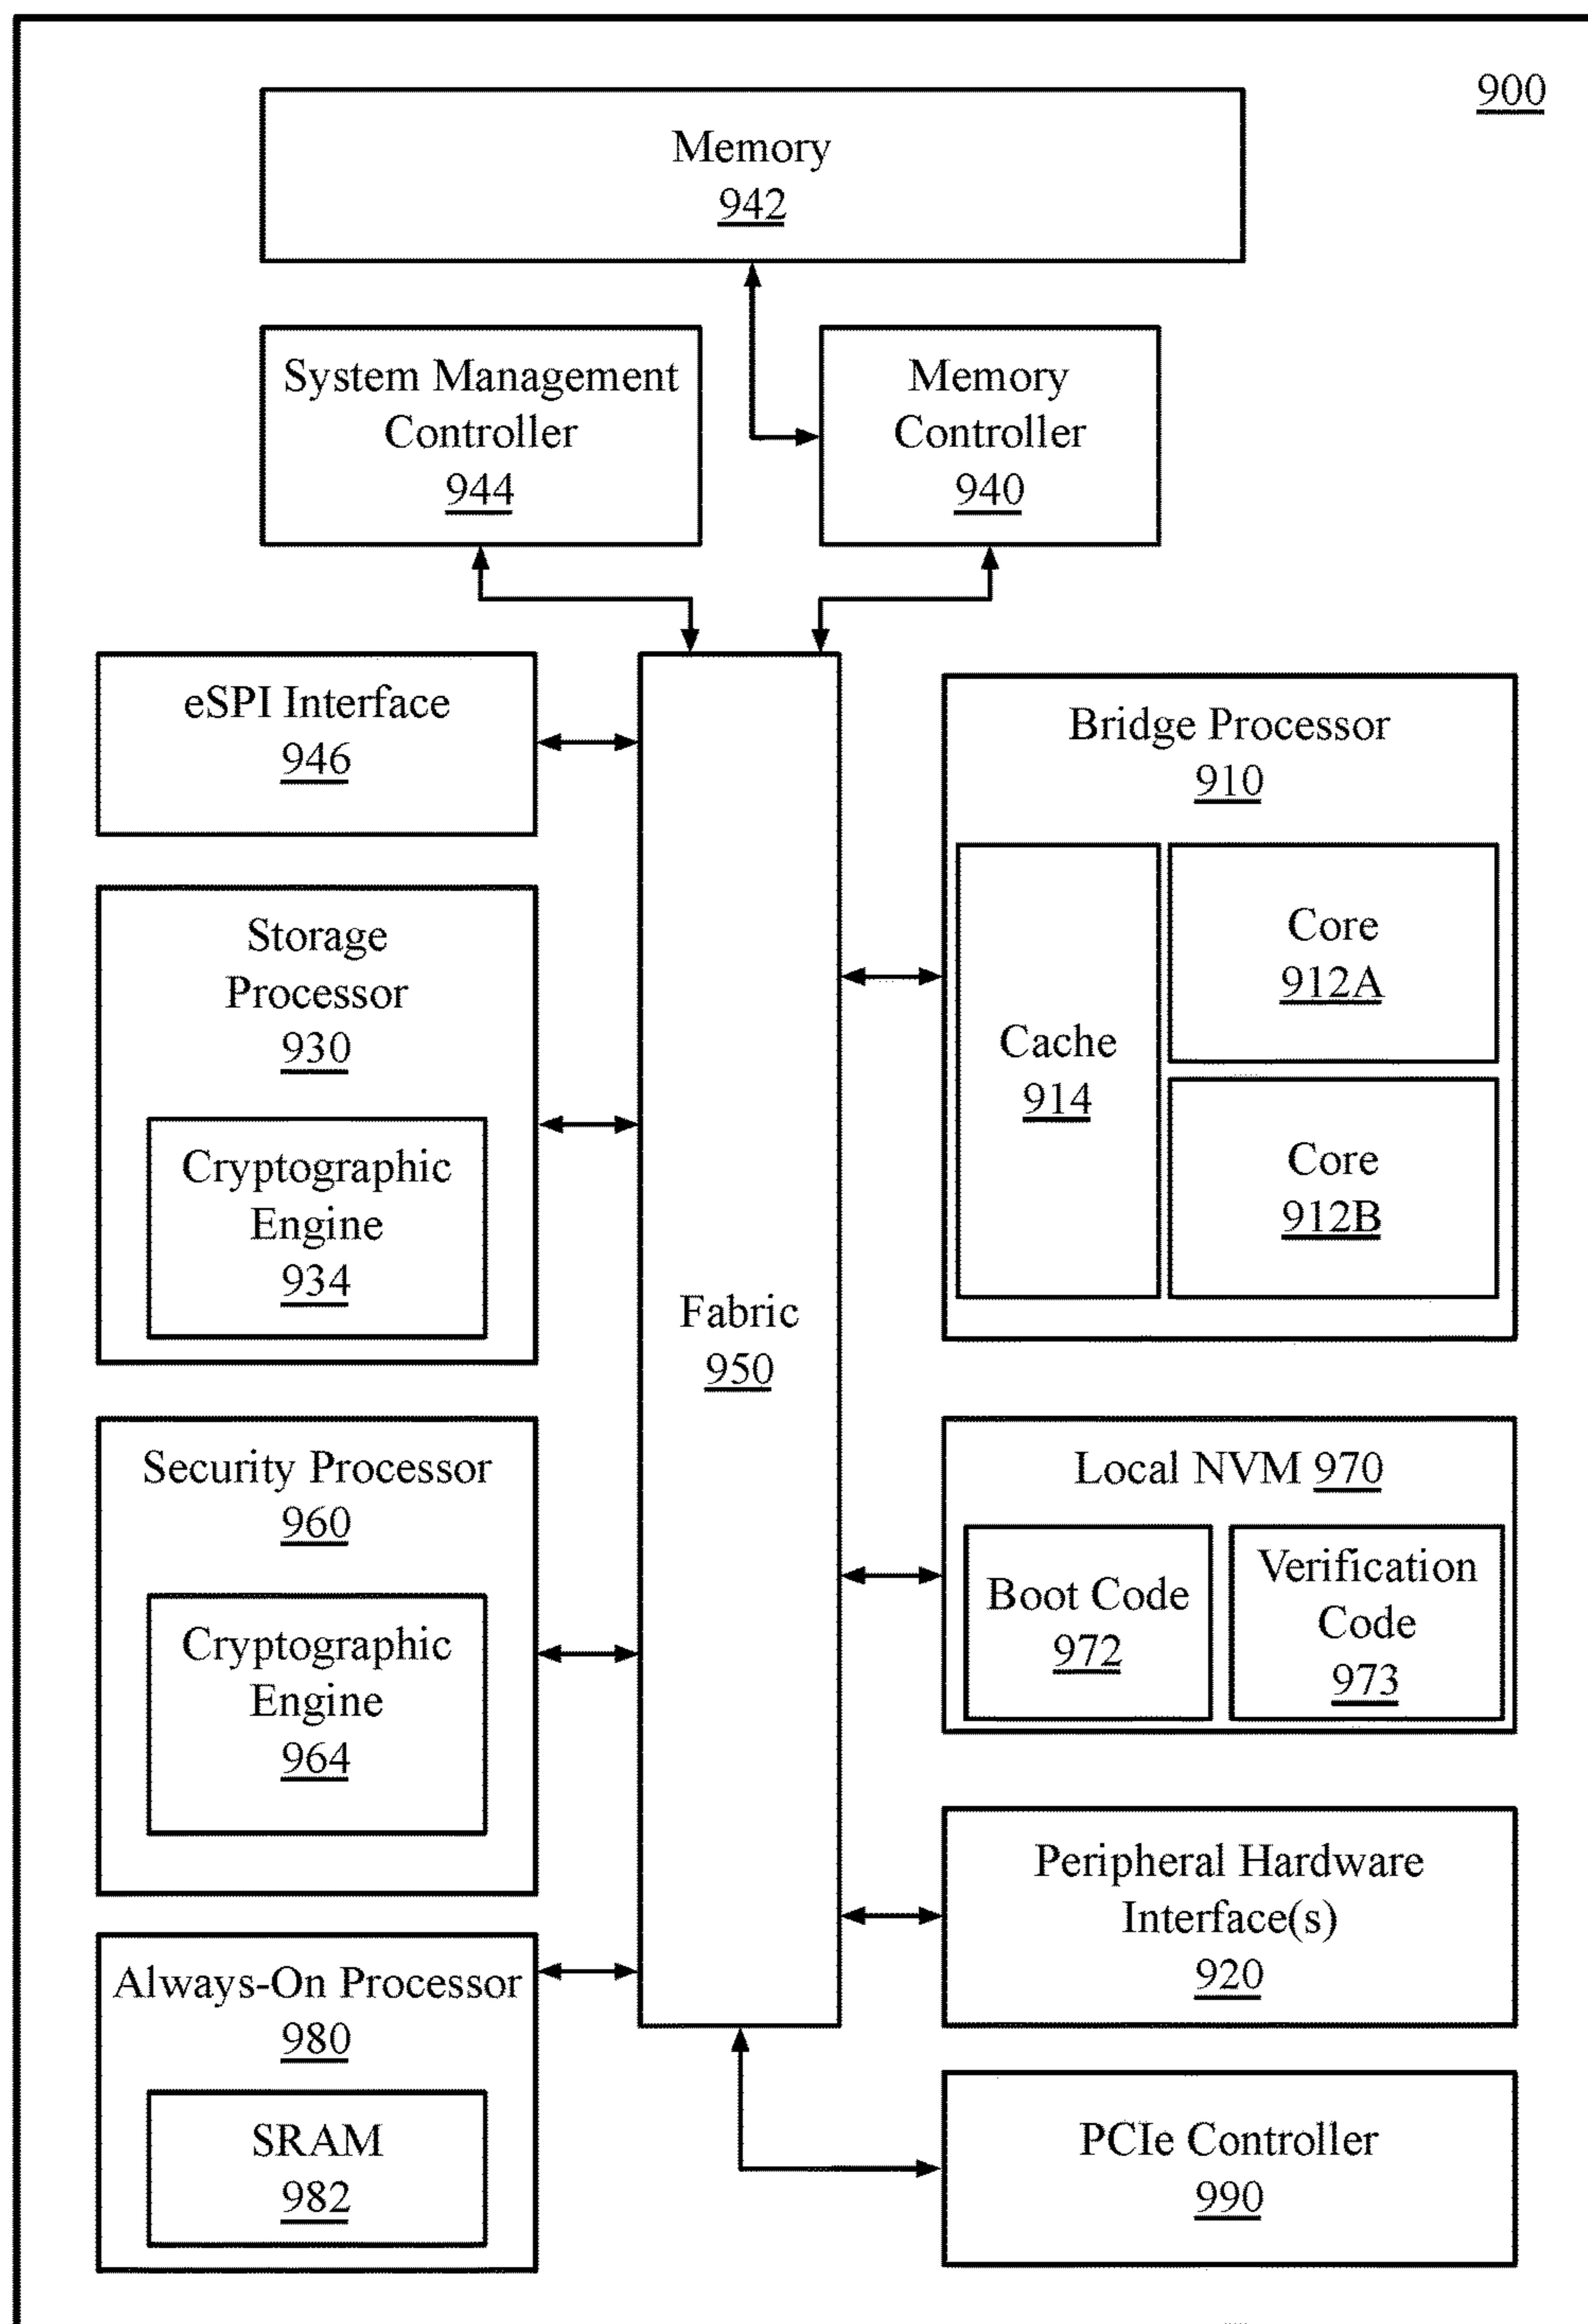 900
Memory
942
System Management
Controller
944
Memory
Controller
940
eSPI Interface
946
Storage
Processor
930
Cryptographic
Engine
934
Security Processor
960
Cryptographic
Engine
964
Always-On Processor
980
SRAM
982
Fabric
950
Bridge Processor
910
Cache
914
Core
912A
Core
912B
Local NVM 970
Boot Code
972
Verification
Code
973
Peripheral Hardware
Interface(s)
920
PCIe Controller
990